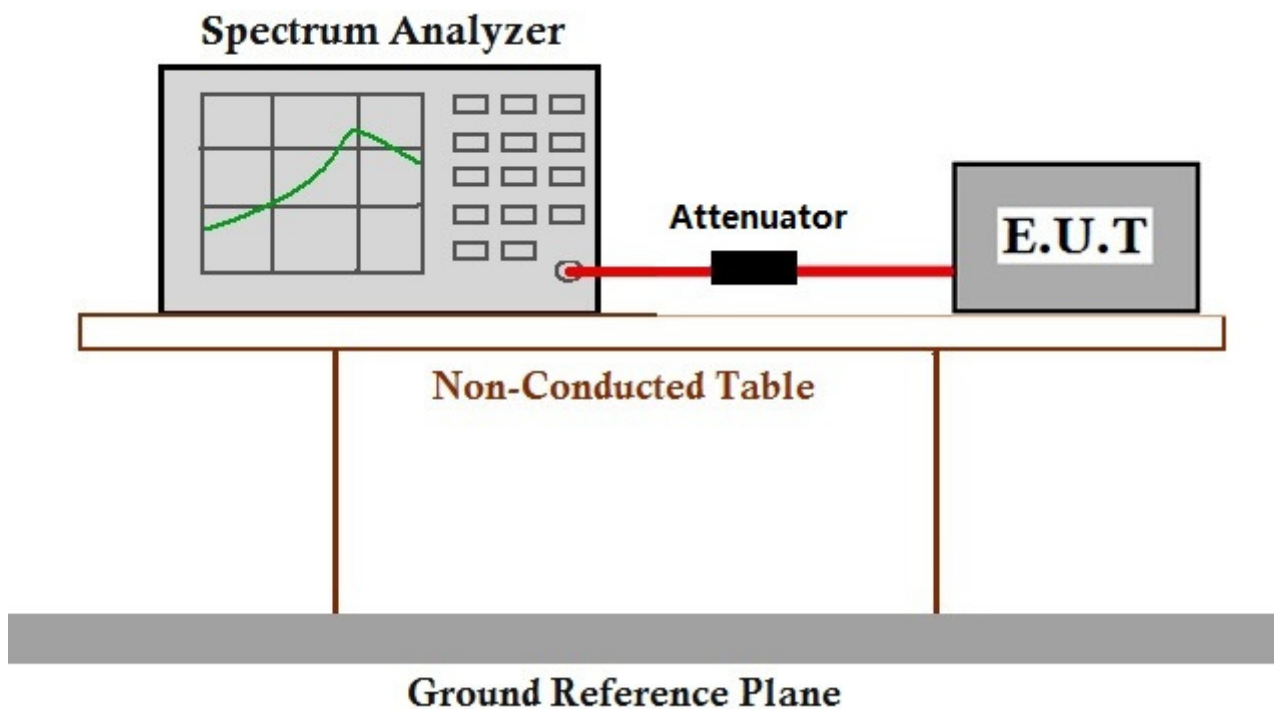 Spectrum Analyzer
Attenuator
E.U.T
Non-Conducted Table
Ground Reference Plane